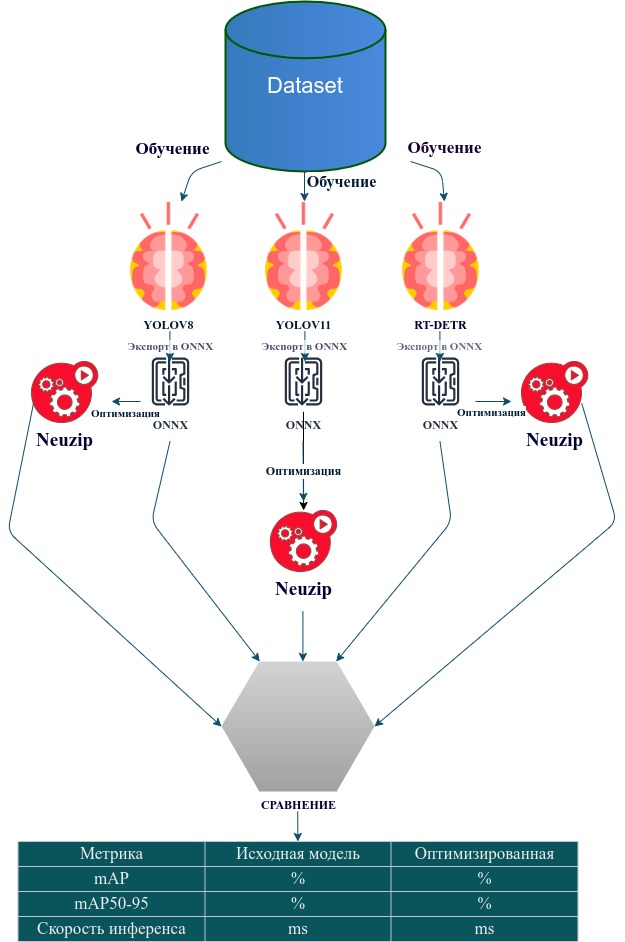 Dataset
Обучение
Обучение
Обучение
YOLOV8
YOLOV11
RT-DETR
Экспорт в ONNX
Экспорт в ONNX
Экспорт в ONNX
Оптимизация
Оптимизация
ONNX
ONNX
ONNX
Neuzip
Neuzip
Оптимизация
Neuzip
СРАВНЕНИЕ
Метрика Исходная модель Оптимизированная
mAP % %
mAP50-95 % %
Скорость инференса ms ms